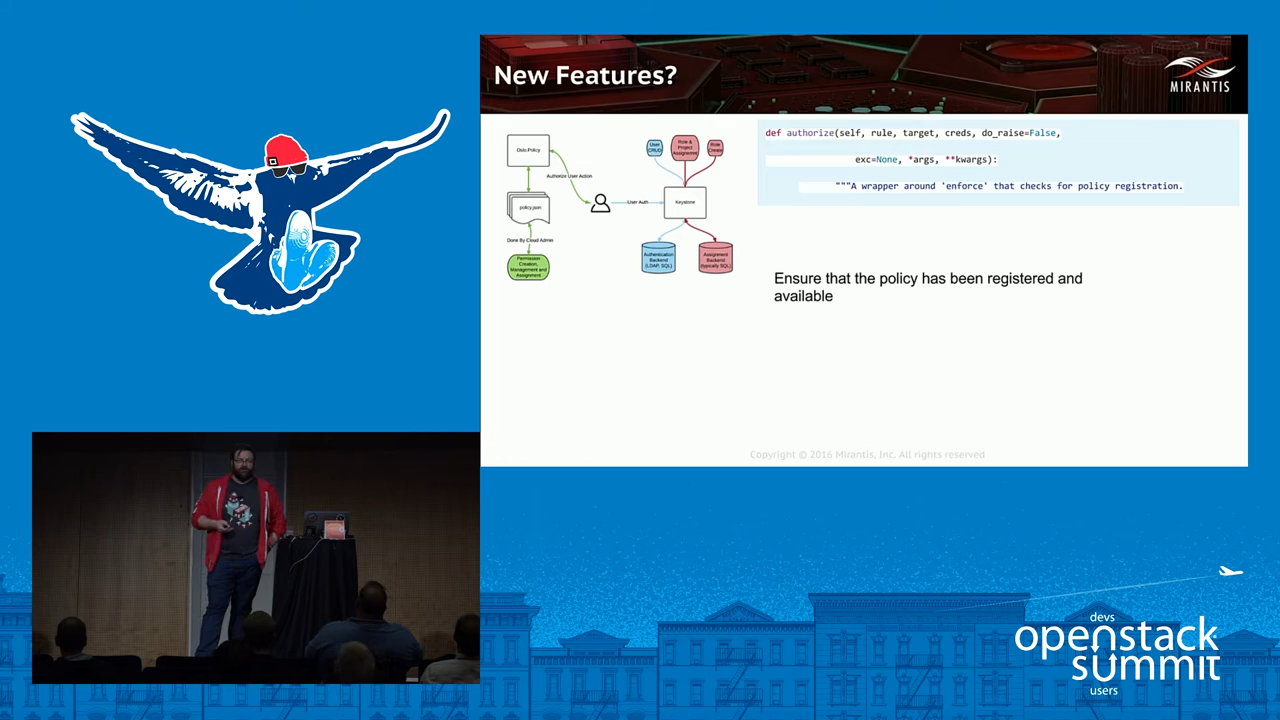 New Features?
MIRANTIS
Oslo.Policy
policy.json
Authorize User Action
Done By Cloud Admin
Permission
Creation,
Management and
Assignment
User Auth
User
CRUD
Role &
Project
Assignment
Role
Create
Keystone
Authentication
Backend
(LDAP, SQL)
Assignment
Backend
(typically SQL)
def authorize(self, rule, target, creds, do_raise=False,
exc=None, *args, **kwargs):
"""A wrapper around 'enforce' that checks for policy registration.
Ensure that the policy has been registered and
available
Copyright © 2016 Mirantis, Inc. All rights reserved
devs
openstack
summit
users